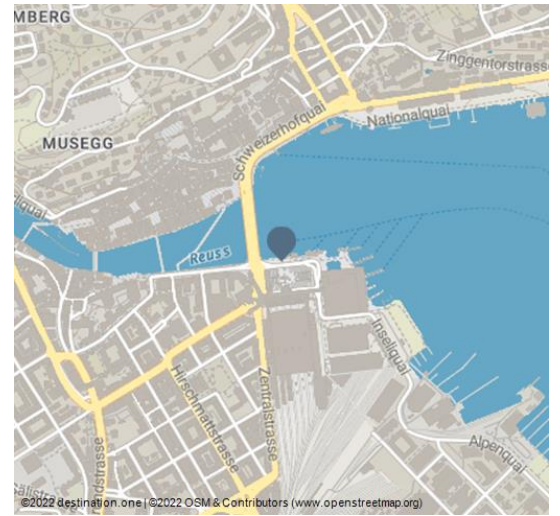 MBERG
Zinggentorstrasse
Nationalquai
Schweizerhofquai
MUSEGG
Reuss
Inseliquai
Hirschmattstrasse
Zentralstrasse
Alpenquai
©2022 destination.one | ©2022 OSM & Contributors (www.openstreetmap.org)